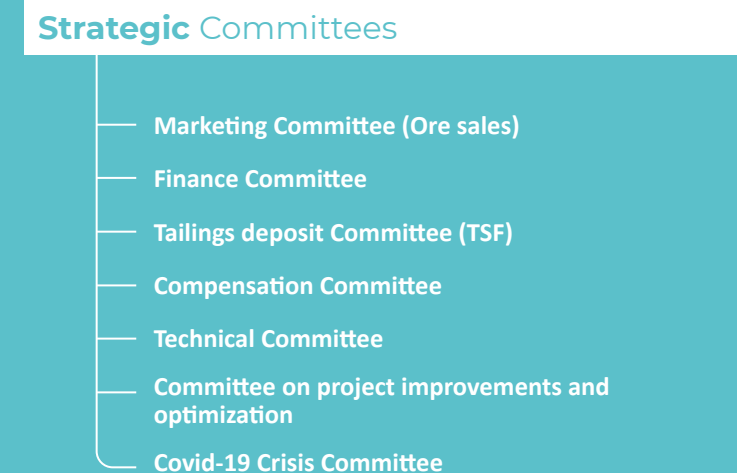 Strategic Committees
Marketing Committee (Ore sales)
Finance Committee
Tailings deposit Committee (TSF)
Compensation Committee
Technical Committee
Committee on project improvements and
optimization
Covid-19 Crisis Committee